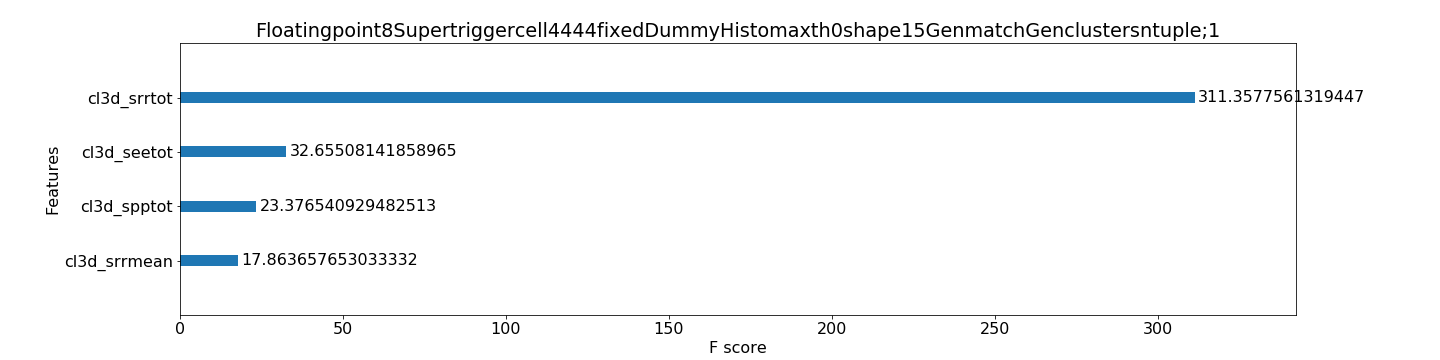 Floatingpoint8Supertriggercell4444fixedDummyHistomaxth0shape15GenmatchGenclustersntuple;1
cl3d_srrtot
311.3577561319447
cl3d_seetot
32.65508141858965
cl3d_spptot
23.376540929482513
cl3d_srrmean
17.863657653033332
Features
0 50 100 150 200 250 300
F score